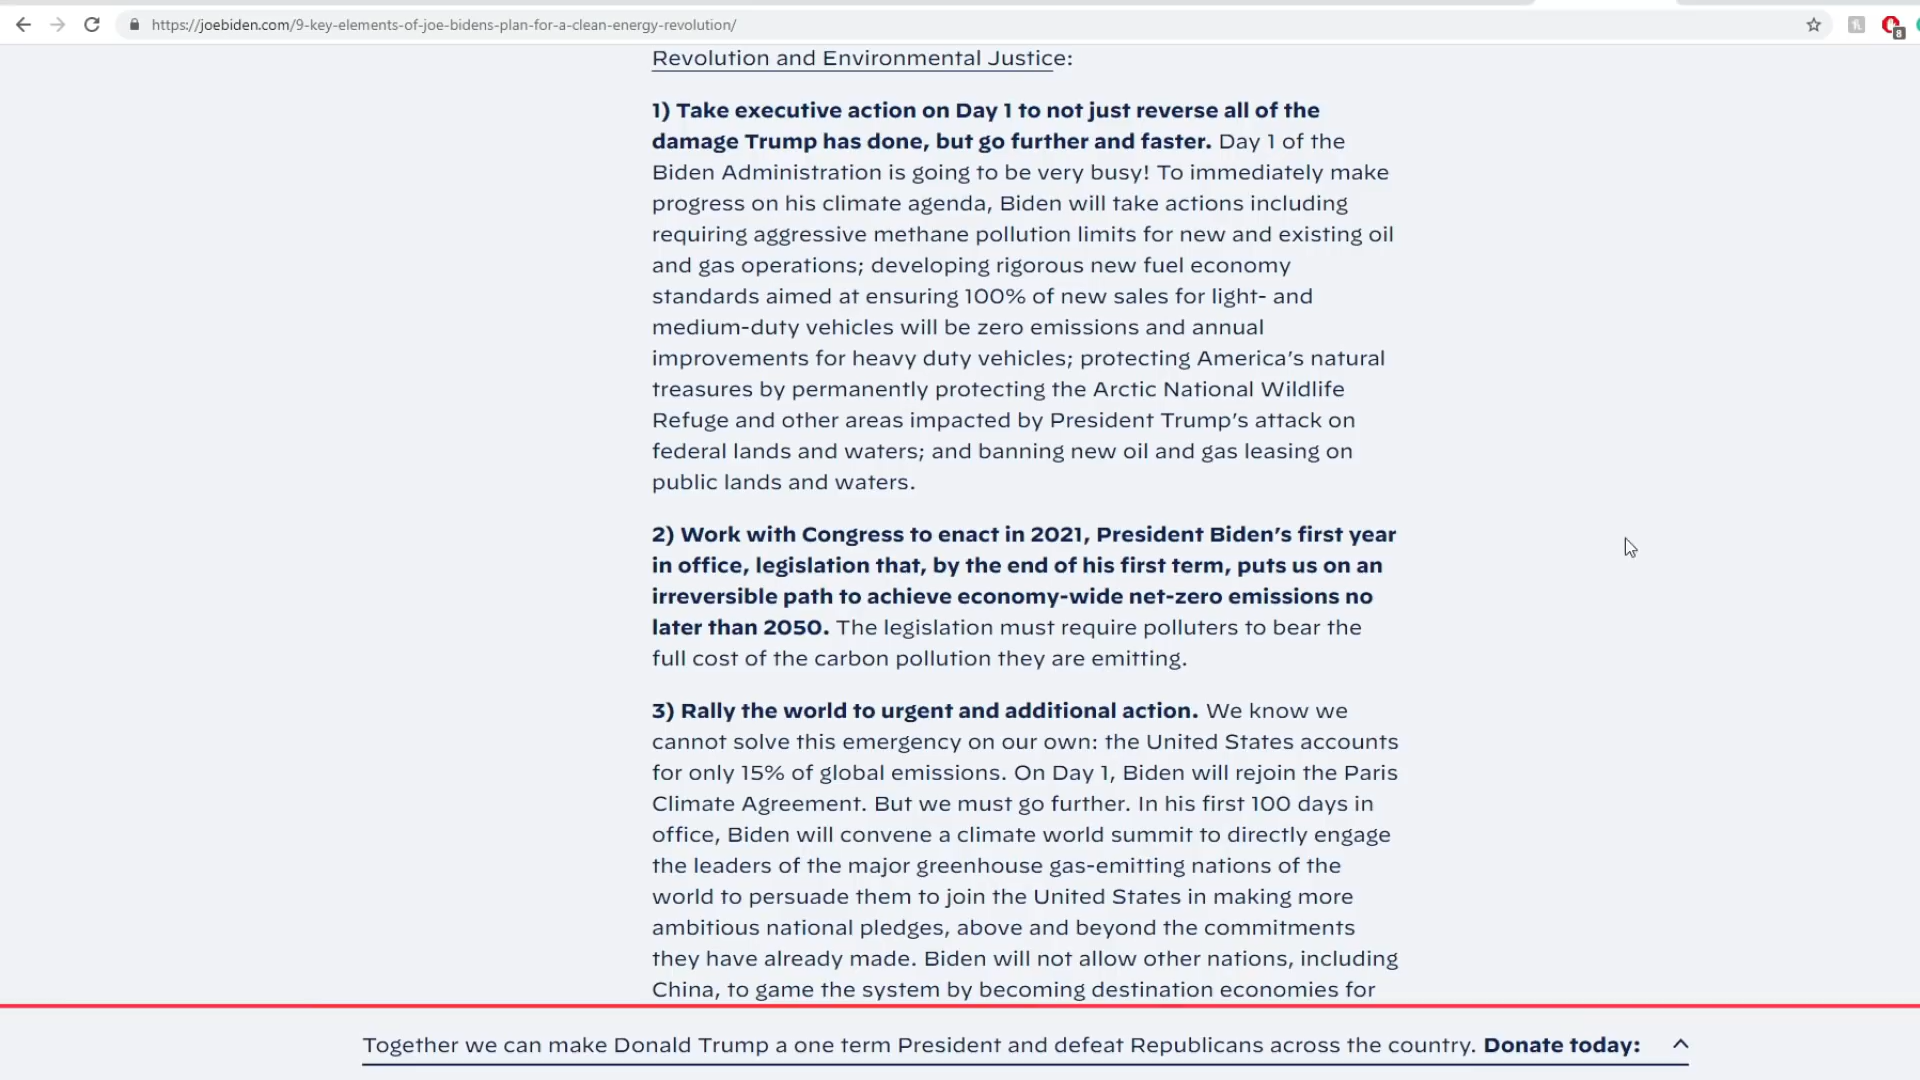 https://joebiden.com/9-key-elements-of-joe-bidens-plan-for-a-clean-energy-revolution/
8
Revolution and Environmental Justice:
1) Take executive action on Day 1 to not just reverse all of the
damage Trump has done, but go further and faster. Day 1 of the
Biden Administration is going to be very busy! To immediately make
progress on his climate agenda, Biden will take actions including
requiring aggressive methane pollution limits for new and existing oil
and gas operations; developing rigorous new fuel economy
standards aimed at ensuring 100% of new sales for light- and
medium-duty vehicles will be zero emissions and annual
improvements for heavy duty vehicles; protecting America’s natural
treasures by permanently protecting the Arctic National Wildlife
Refuge and other areas impacted by President Trump’s attack on
federal lands and waters; and banning new oil and gas leasing on
public lands and waters.
2) Work with Congress to enact in 2021, President Biden’s first year
in office, legislation that, by the end of his first term, puts us on an
irreversible path to achieve economy-wide net-zero emissions no
later than 2050. The legislation must require polluters to bear the
full cost of the carbon pollution they are emitting.
3) Rally the world to urgent and additional action. We know we
cannot solve this emergency on our own: the United States accounts
for only 15% of global emissions. On Day 1, Biden will rejoin the Paris
Climate Agreement. But we must go further. In his first 100 days in
office, Biden will convene a climate world summit to directly engage
the leaders of the major greenhouse gas-emitting nations of the
world to persuade them to join the United States in making more
ambitious national pledges, above and beyond the commitments
they have already made. Biden will not allow other nations, including
China, to game the system by becoming destination economies for
Together we can make Donald Trump a one term President and defeat Republicans across the country. Donate today: